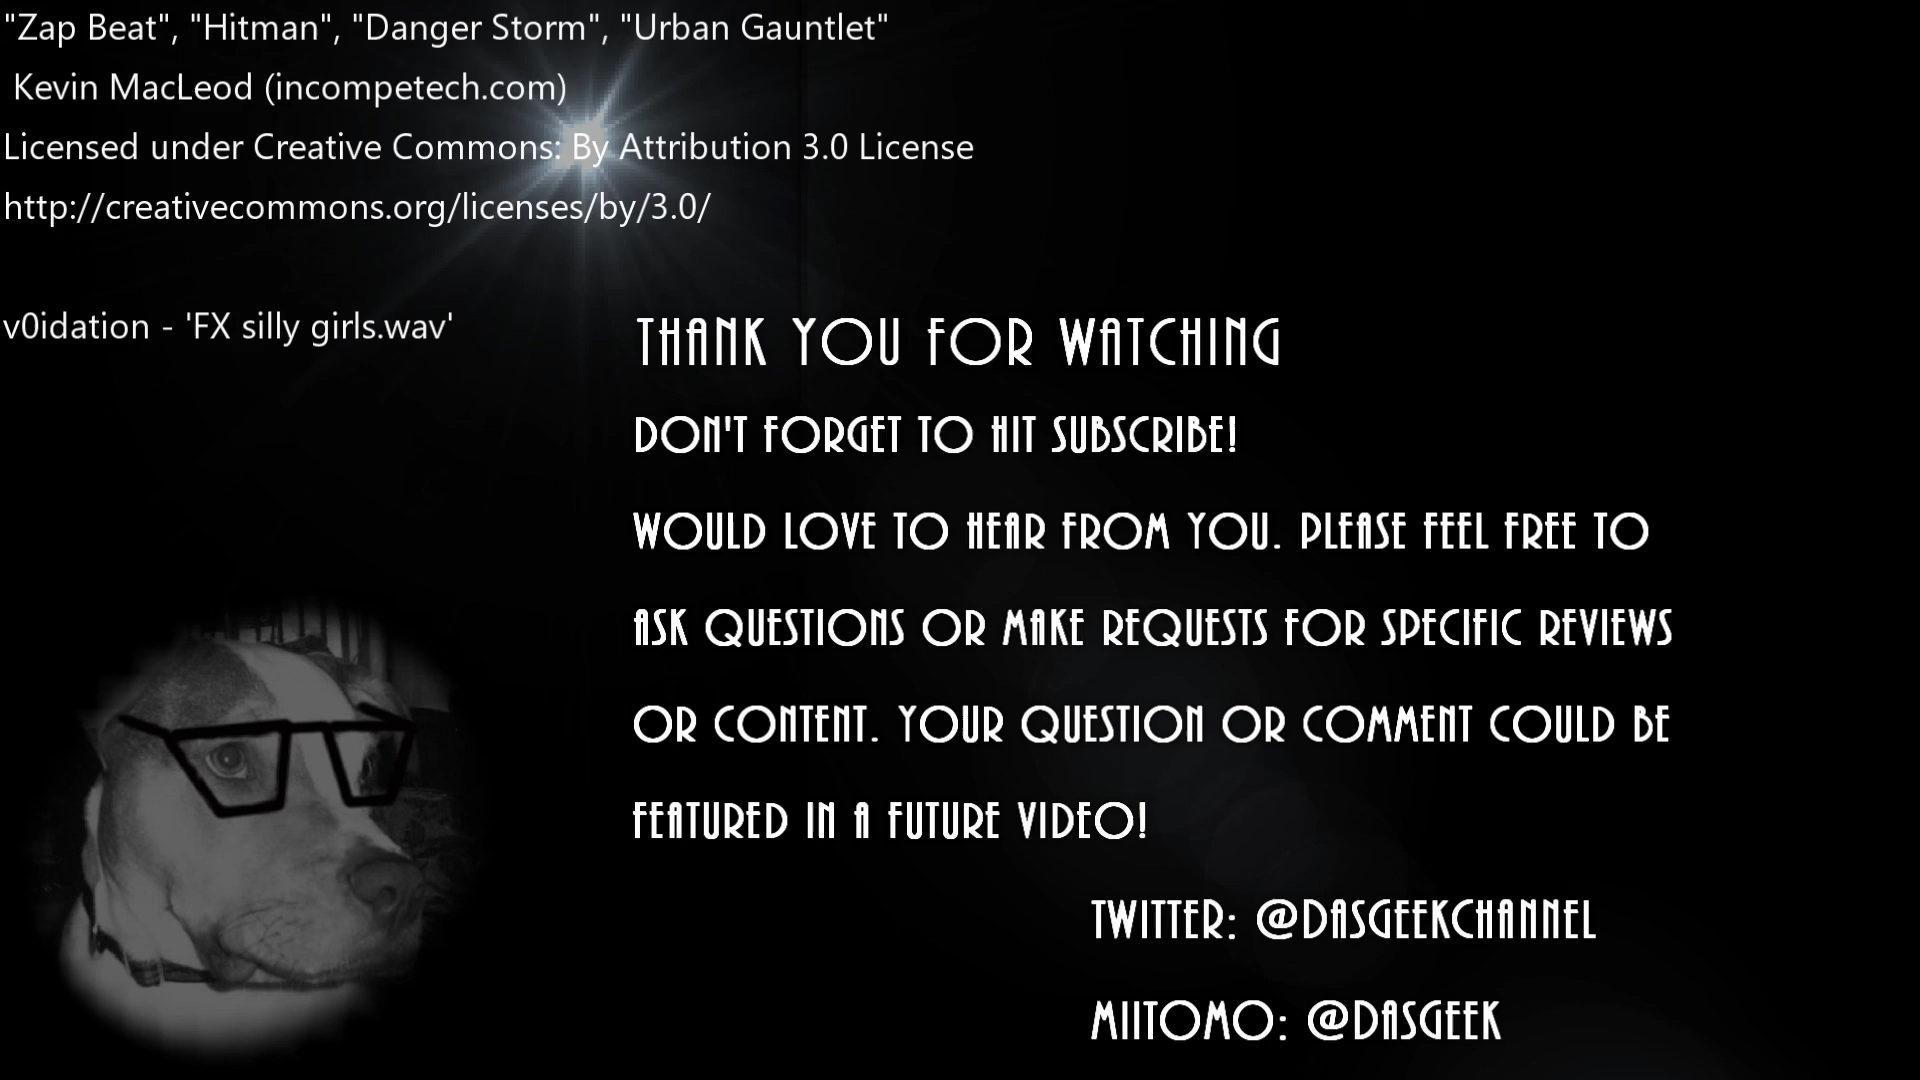 "Zap Beat", "Hitman", "Danger Storm", "Urban Gauntlet"
Kevin MacLeod (incompetech.com)
Licensed under Creative Commons: By Attribution 3.0 License
http://creativecommons.org/licenses/by/3.0/
v0idation - 'FX silly girls.wav'
THANK YOU FOR WATCHING
DON'T FORGET TO HIT SUBSCRIBE!
WOULD LOVE TO HEAR FROM YOU. PLEASE FEEL FREE TO
ASK QUESTIONS OR MAKE REQUESTS FOR SPECIFIC REVIEWS
OR CONTENT. YOUR QUESTION OR COMMENT COULD BE
FEATURED IN A FUTURE VIDEO!
TWITTER: @DASGEEKCHANNEL
MIITOMO: @DASGEEK